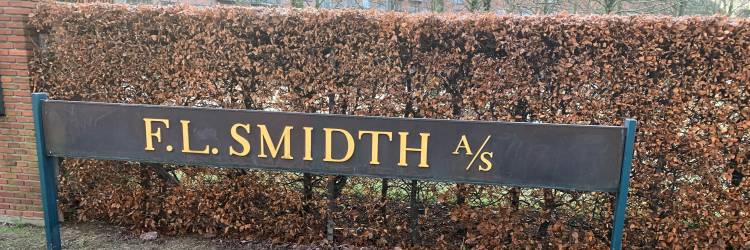 F.L. SMIDTH A/S